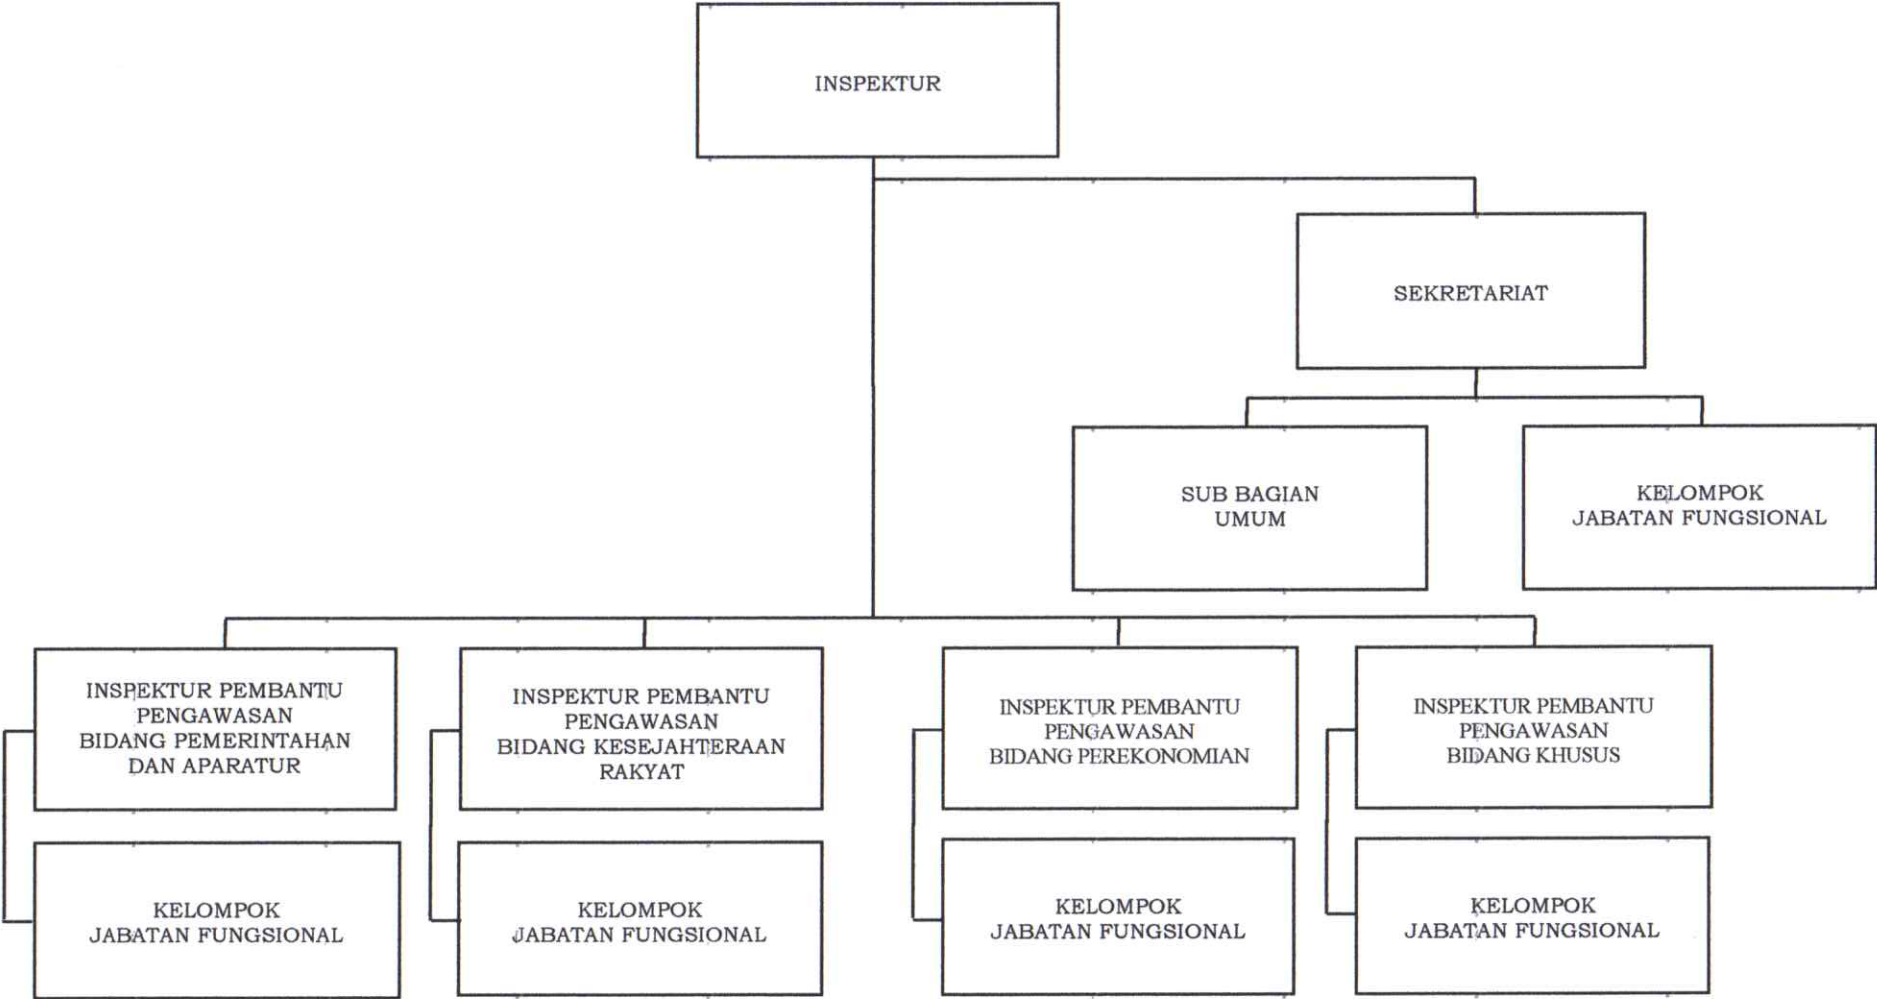 INSPEKTUR
SEKRETARIAT
SUB BAGIAN
UMUM
KELOMPOK
JABATAN FUNGSIONAL
INSPEKTUR PEMBANTU
PENGAWASAN
BIDANG PEMERINTAHAN
DAN APARATUR
INSPEKTUR PEMBANTU
PENGAWASAN
BIDANG KESEJAHTERAAN
RAKYAT
INSPEKTUR PEMBANTU
PENGAWASAN
BIDANG PEREKONOMIAN
INSPEKTUR PEMBANTU
PENGAWASAN
BIDANG KHUSUS
KELOMPOK
JABATAN FUNGSIONAL
KELOMPOK
JABATAN FUNGSIONAL
KELOMPOK
JABATAN FUNGSIONAL
KELOMPOK
JABATAN FUNGSIONAL